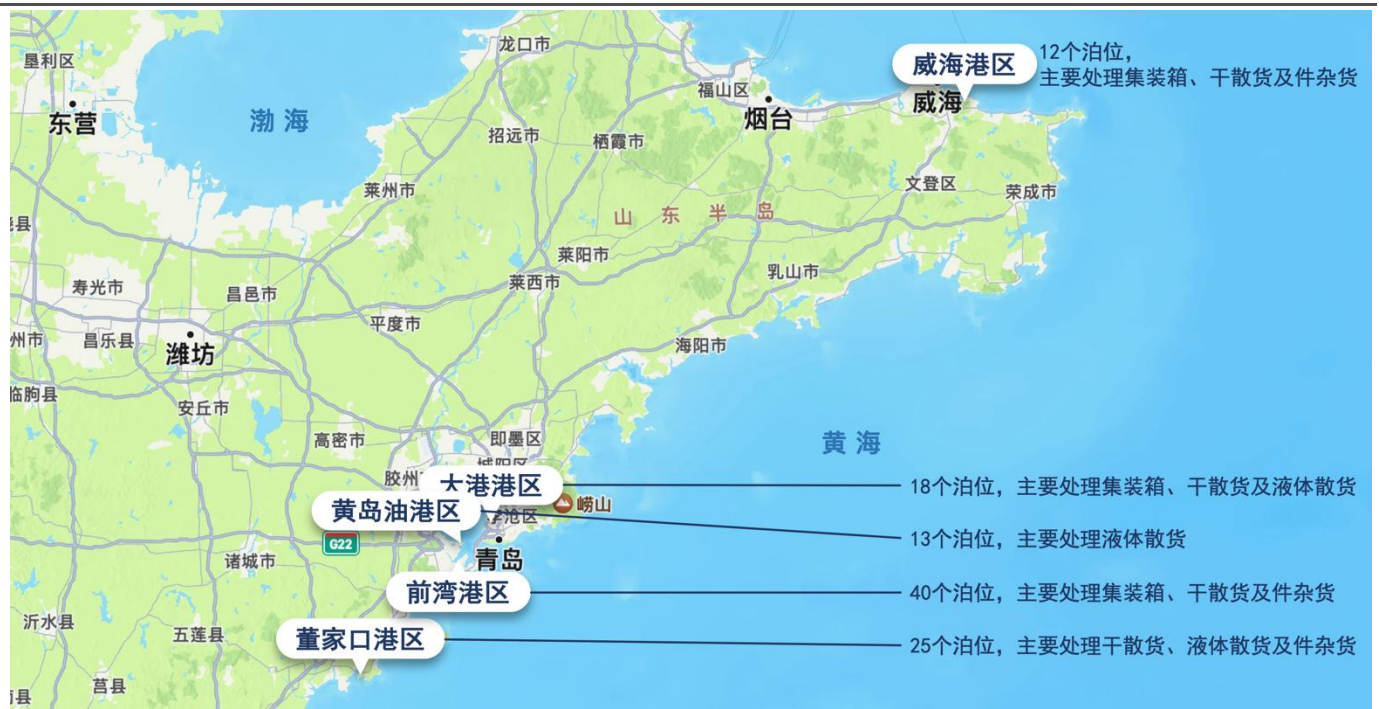 龙口市
垦利区
威海港区
12个泊位,
主要处理集装箱、干散货及件杂货
福山区
东营
渤海
烟台
威海
招远市
栖霞市
莱州市
文登区
荣成市
山东半岛
县
莱阳市
乳山市
寿光市
昌邑市
莱西市
平度市
州市
昌乐县
潍坊
海阳市
临朐县
安丘市
高密市
即墨区
黄海
城阳区
胶州
大港港区
18个泊位，主要处理集装箱、干散货及液体散货
崂山
黄岛油港区
沧区
13个泊位，主要处理液体散货
G22
诸城市
青岛
前湾港区
40个泊位，主要处理集装箱、干散货及件杂货
沂水县
五莲县
董家口港区
25个泊位，主要处理干散货、液体散货及件杂货
莒县
县